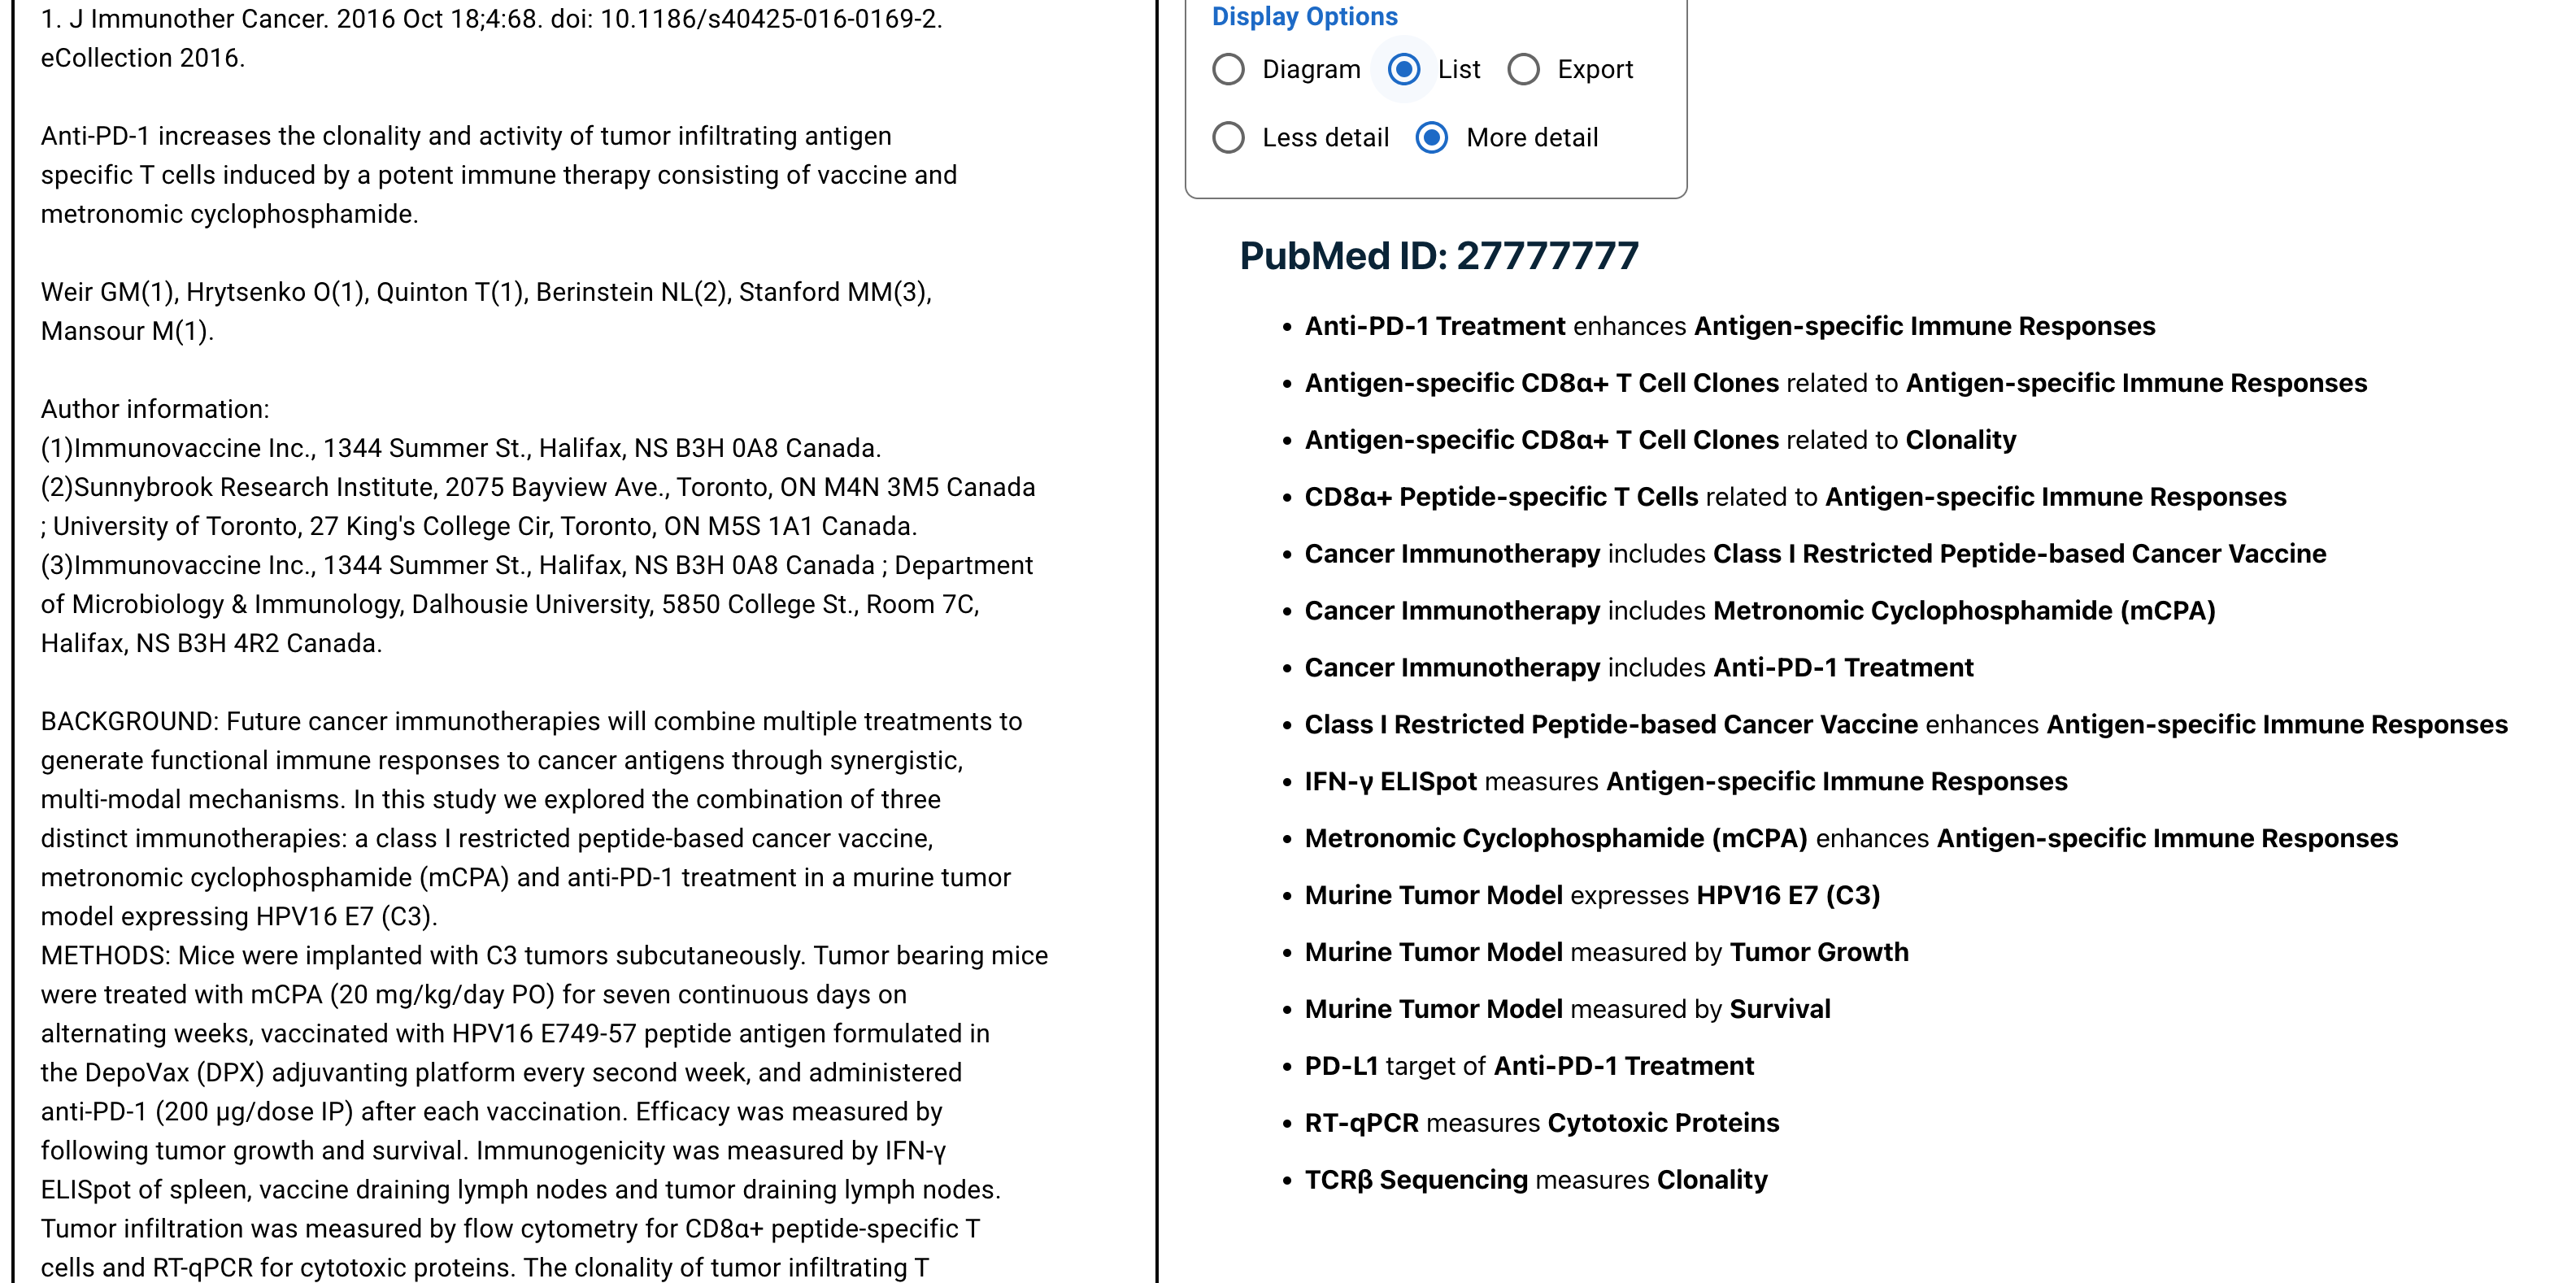 1. J Immunother Cancer. 2016 Oct 18;4:68. doi: 10.1186/s40425-016-0169-2.
eCollection 2016.
Anti-PD-1 increases the clonality and activity of tumor infiltrating antigen
specific T cells induced by a potent immune therapy consisting of vaccine and
metronomic cyclophosphamide.
Weir GM(1), Hrytsenko O(1), Quinton T(1), Berinstein NL(2), Stanford MM(3),
Mansour M(1).
Author information:
(1)Immunovaccine Inc., 1344 Summer St., Halifax, NS B3H 0A8 Canada.
(2)Sunnybrook Research Institute, 2075 Bayview Ave., Toronto, ON M4N 3M5 Canada
; University of Toronto, 27 King's College Cir, Toronto, ON M5S 1A1 Canada.
(3)Immunovaccine Inc., 1344 Summer St., Halifax, NS B3H 0A8 Canada ; Department
of Microbiology & Immunology, Dalhousie University, 5850 College St., Room 7C,
Halifax, NS B3H 4R2 Canada.
BACKGROUND: Future cancer immunotherapies will combine multiple treatments to
generate functional immune responses to cancer antigens through synergistic,
multi-modal mechanisms. In this study we explored the combination of three
distinct immunotherapies: a class I restricted peptide-based cancer vaccine,
metronomic cyclophosphamide (mCPA) and anti-PD-1 treatment in a murine tumor
model expressing HPV16 E7 (C3).
METHODS: Mice were implanted with C3 tumors subcutaneously. Tumor bearing mice
were treated with mCPA (20 mg/kg/day PO) for seven continuous days on
alternating weeks, vaccinated with HPV16 E749-57 peptide antigen formulated in
the DepoVax (DPX) adjuvanting platform every second week, and administered
anti-PD-1 (200 μg/dose IP) after each vaccination. Efficacy was measured by
following tumor growth and survival. Immunogenicity was measured by IFN-γ
ELISpot of spleen, vaccine draining lymph nodes and tumor draining lymph nodes.
Tumor infiltration was measured by flow cytometry for CD8α+ peptide-specific T
cells and RT-qPCR for cytotoxic proteins. The clonality of tumor infiltrating T
Display Options
Diagram List Export
Less detail More detail
PubMed ID: 27777777
• Anti-PD-1 Treatment enhances Antigen-specific Immune Responses
• Antigen-specific CD8α+ T Cell Clones related to Antigen-specific Immune Responses
• Antigen-specific CD8α+ T Cell Clones related to Clonality
• CD8α+ Peptide-specific T Cells related to Antigen-specific Immune Responses
• Cancer Immunotherapy includes Class I Restricted Peptide-based Cancer Vaccine
• Cancer Immunotherapy includes Metronomic Cyclophosphamide (mCPA)
• Cancer Immunotherapy includes Anti-PD-1 Treatment
• Class I Restricted Peptide-based Cancer Vaccine enhances Antigen-specific Immune Responses
• IFN-γ ELISpot measures Antigen-specific Immune Responses
• Metronomic Cyclophosphamide (mCPA) enhances Antigen-specific Immune Responses
• Murine Tumor Model expresses HPV16 E7 (C3)
• Murine Tumor Model measured by Tumor Growth
• Murine Tumor Model measured by Survival
• PD-L1 target of Anti-PD-1 Treatment
• RT-qPCR measures Cytotoxic Proteins
• TCRβ Sequencing measures Clonality